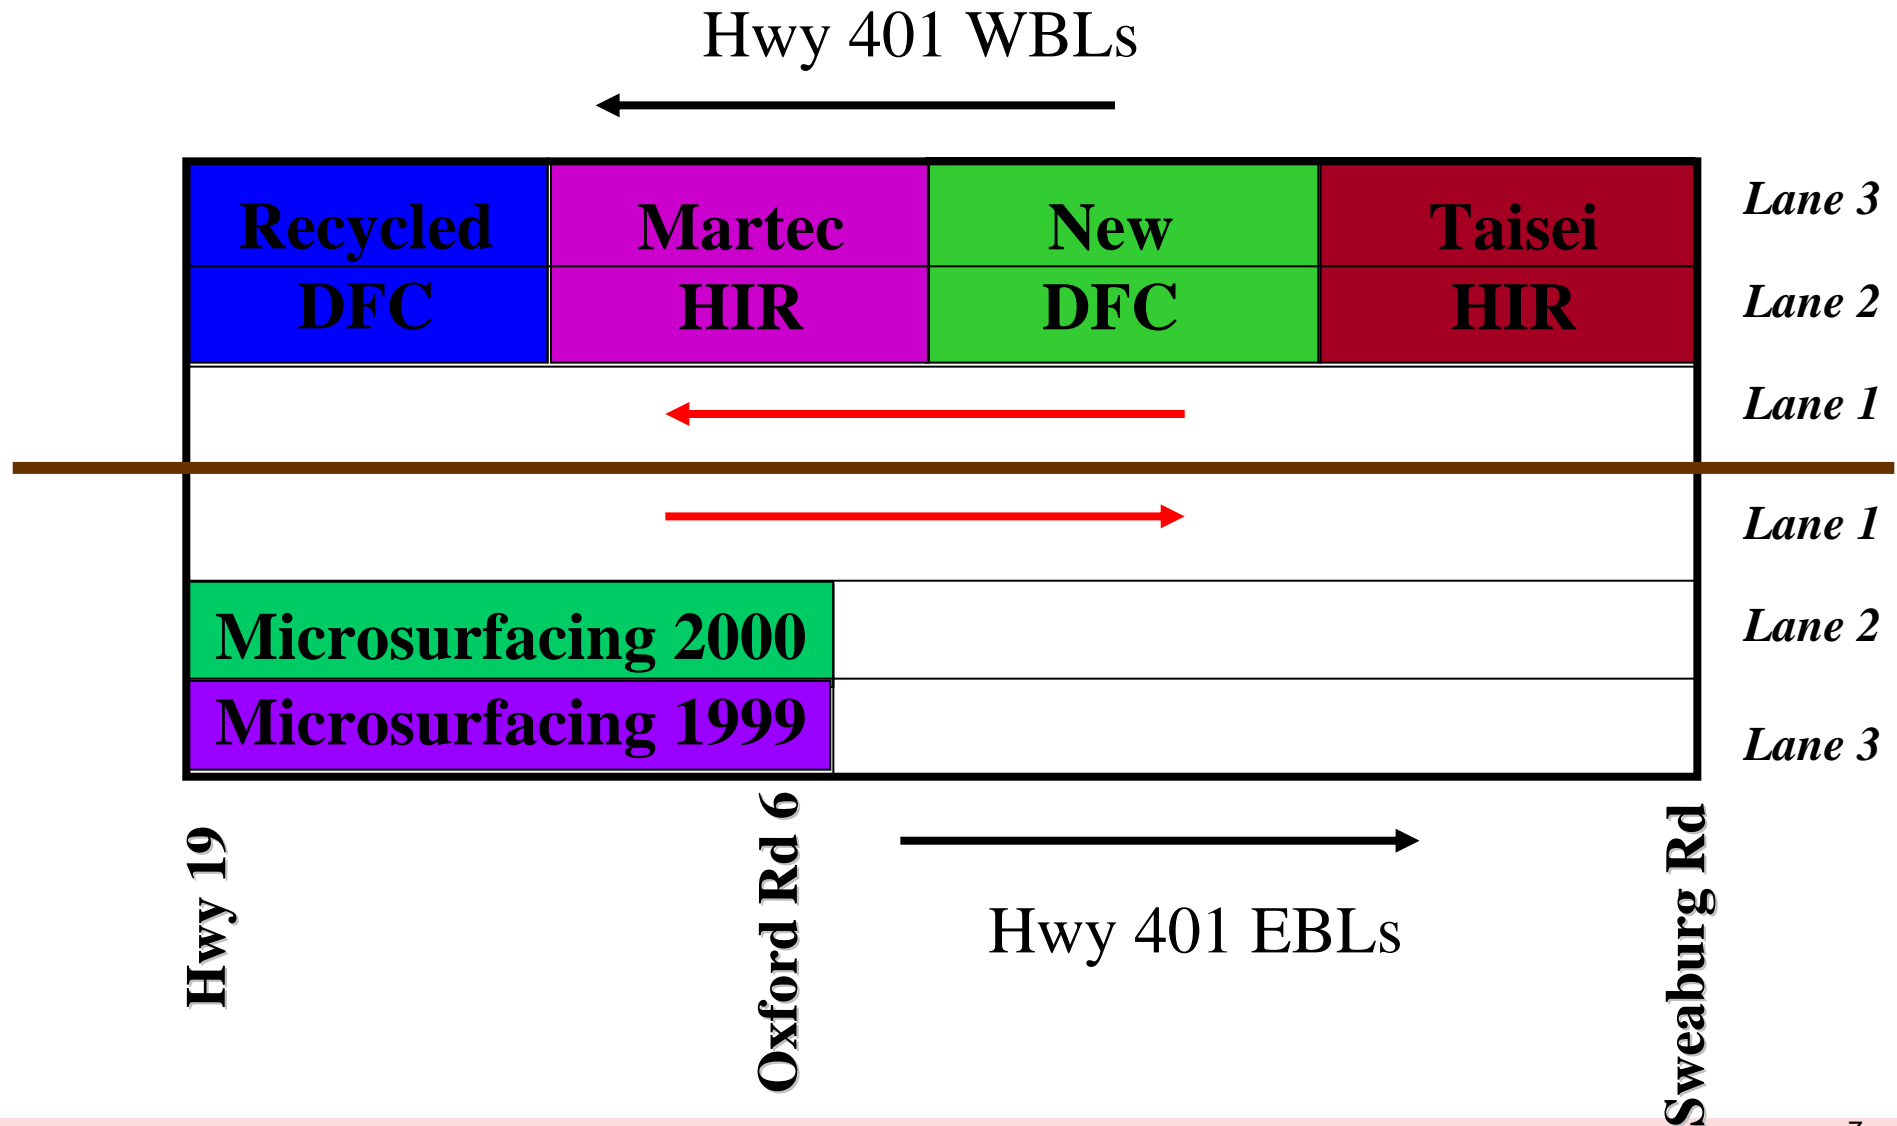 Hwy 401 WBLs
Recycled DFC
Martec HIR
New DFC
Taisei HIR
Lane 3
Lane 2
Lane 1
Lane 1
Microsurfacing 2000
Lane 2
Microsurfacing 1999
Lane 3
Hwy 19
Oxford Rd 6
Hwy 401 EBLs
Sweaburg Rd